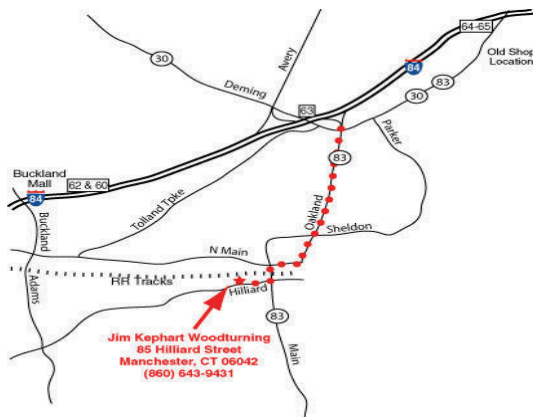 64-65
Old Shop
Location
84
30
Avery
Deming
83
30
63
Parker
83
Buckland
Mall
62 & 60
84
Buckland
Tolland Tpke
Oakland
Sheldon
N Main
Adams
RR Tracks
Hilliard
83
Main
Jim Kephart Woodturning
85 Hilliard Street
Manchester, CT 06042
(860) 643-9431